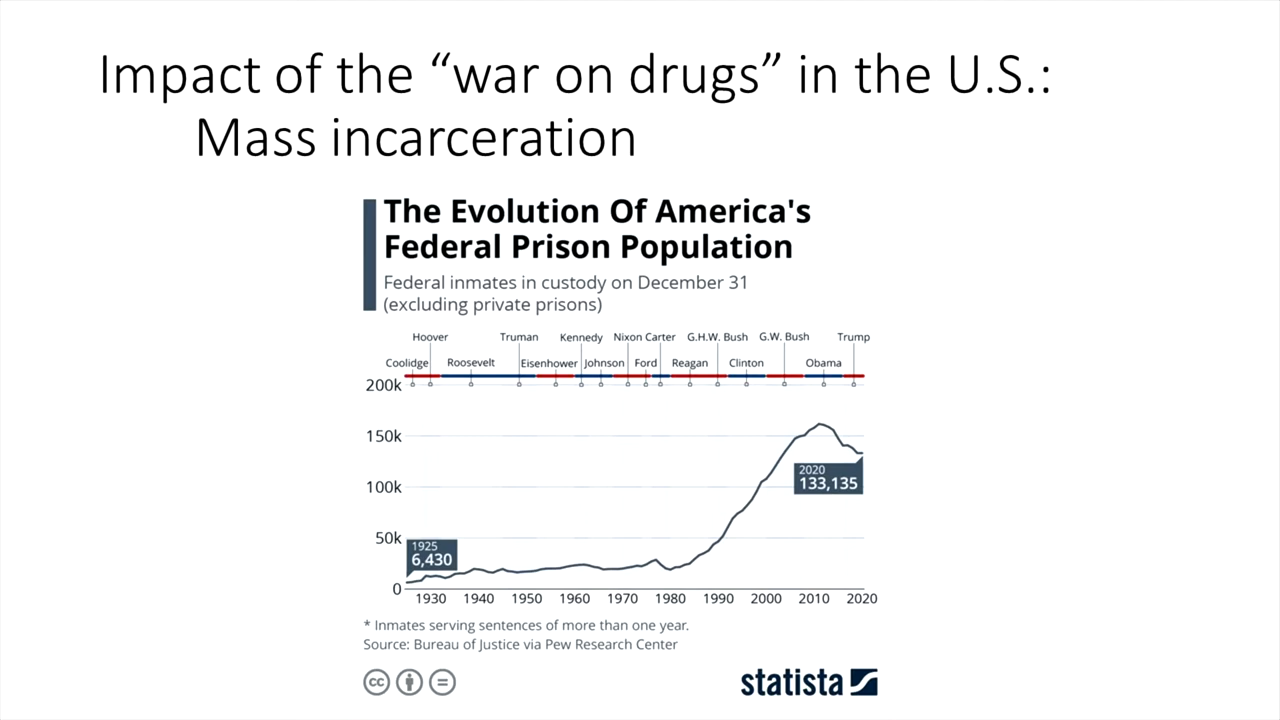 Impact of the “war on drugs” in the U.S.:
Mass incarceration
The Evolution Of America's
Federal Prison Population
Federal inmates in custody on December 31
(excluding private prisons)
Hoover Truman Kennedy Nixon Carter G.H.W. Bush G.W. Bush Trump
Coolidge Roosevelt Eisenhower Johnson Ford Reagan Clinton Obama
200k
150k
2020
133,135
100k
50k
1925
6,430
0
1930 1940 1950 1960 1970 1980 1990 2000 2010 2020
* Inmates serving sentences of more than one year.
Source: Bureau of Justice via Pew Research Center
cc
statista